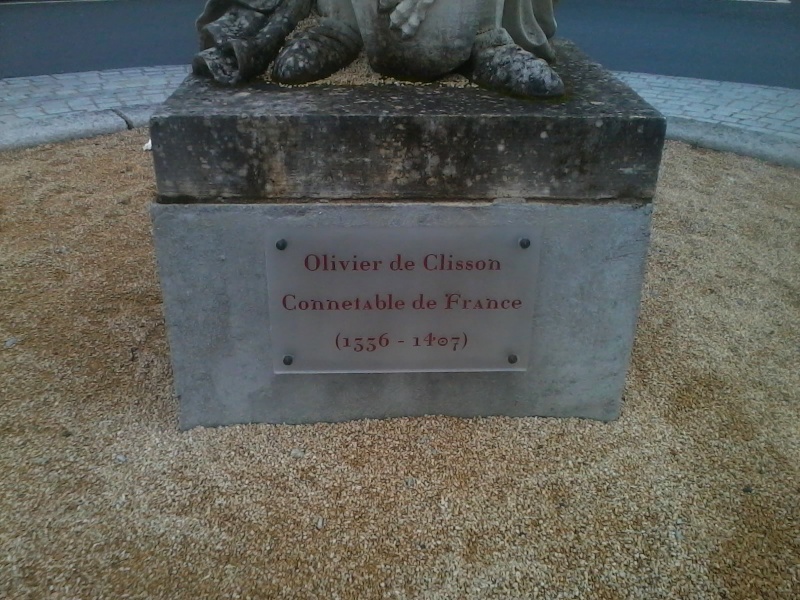 Olivier de Clisson
Connetable de France
(1336 - 1407)